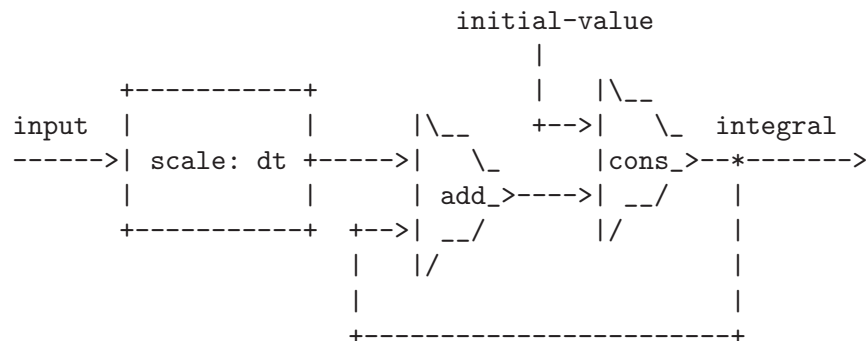 initial-value
input
integral
scale: dt
cons
add